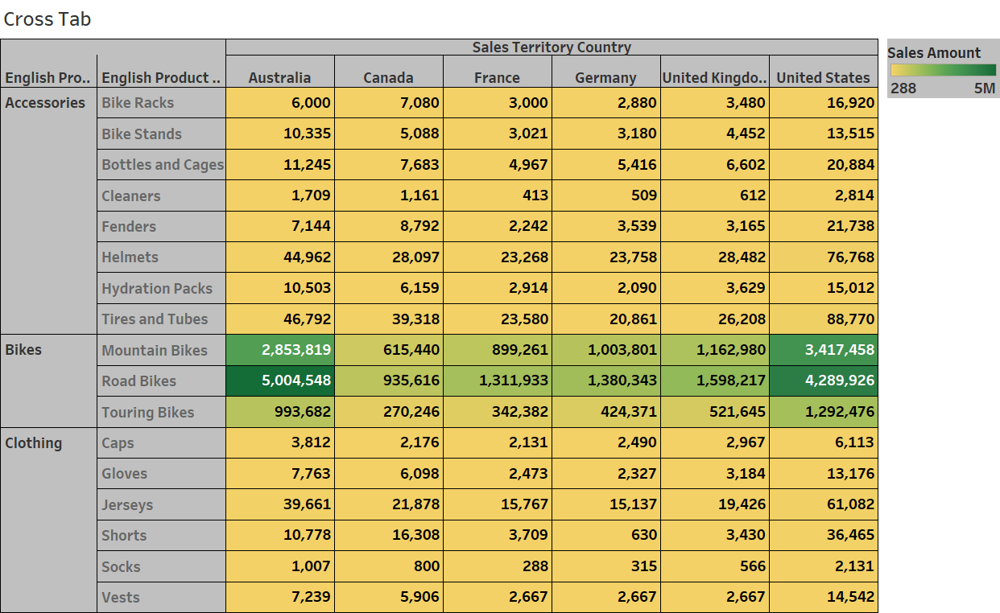 Cross Tab
Sales Territory Country
English Pro.. English Product .. Australia Canada France Germany United Kingdo.. United States
Accessories Bike Racks 6,000 7,080 3,000 2,880 3,480 16,920
Bike Stands 10,335 5,088 3,021 3,180 4,452 13,515
Bottles and Cages 11,245 7,683 4,967 5,416 6,602 20,884
Cleaners 1,709 1,161 413 509 612 2,814
Fenders 7,144 8,792 2,242 3,539 3,165 21,738
Helmets 44,962 28,097 23,268 23,758 28,482 76,768
Hydration Packs 10,503 6,159 2,914 2,090 3,629 15,012
Tires and Tubes 46,792 39,318 23,580 20,861 26,208 88,770
Bikes Mountain Bikes 2,853,819 615,440 899,261 1,003,801 1,162,980 3,417,458
Road Bikes 5,004,548 935,616 1,311,933 1,380,343 1,598,217 4,289,926
Touring Bikes 993,682 270,246 342,382 424,371 521,645 1,292,476
Clothing Caps 3,812 2,176 2,131 2,490 2,967 6,113
Gloves 7,763 6,098 2,473 2,327 3,184 13,176
Jerseys 39,661 21,878 15,767 15,137 19,426 61,082
Shorts 10,778 16,308 3,709 630 3,430 36,465
Socks 1,007 800 288 315 566 2,131
Vests 7,239 5,906 2,667 2,667 2,667 14,542
Sales Amount
288 5M